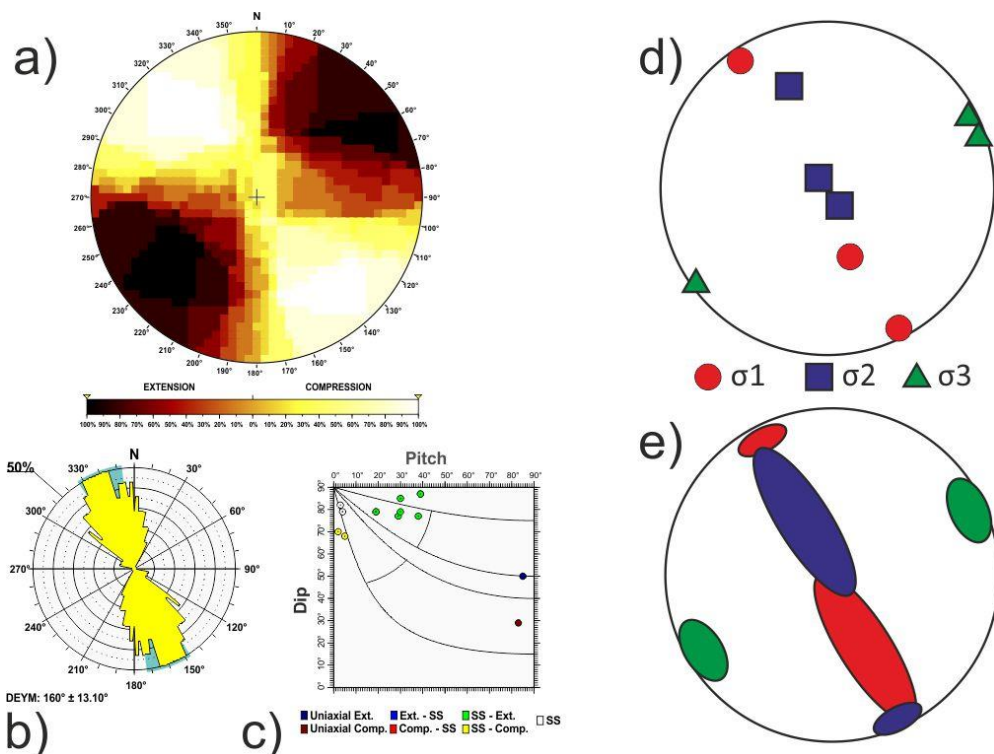 a)
N
350° 10°
340° 20°
330° 30°
320° 40°
310° 50°
300° 60°
290° 70°
280° 80°
270° 90°
260° 100°
250° 110°
240° 120°
230° 130°
220° 140°
210° 150°
200° 160°
190° 180° 170°
EXTENSION COMPRESSION
100% 90% 80% 70% 60% 50% 40% 30% 20% 10% 0% 10% 20% 30% 40% 50% 60% 70% 80% 90% 100%
b)
50%
N
330° 30°
300° 60°
270° 90°
240° 120°
210° 150°
180°
DEYM: 160° ± 13.10°
c)
Pitch
0° 10° 20° 30° 40° 50° 60° 70° 80° 90°
90°
80°
70°
60°
50°
40°
30°
20°
10°
0°
Dip
Uniaxial Ext. Ext. - SS SS - Ext. SS
Uniaxial Comp. Comp. - SS SS - Comp.
d)
σ1 σ2 σ3
e)